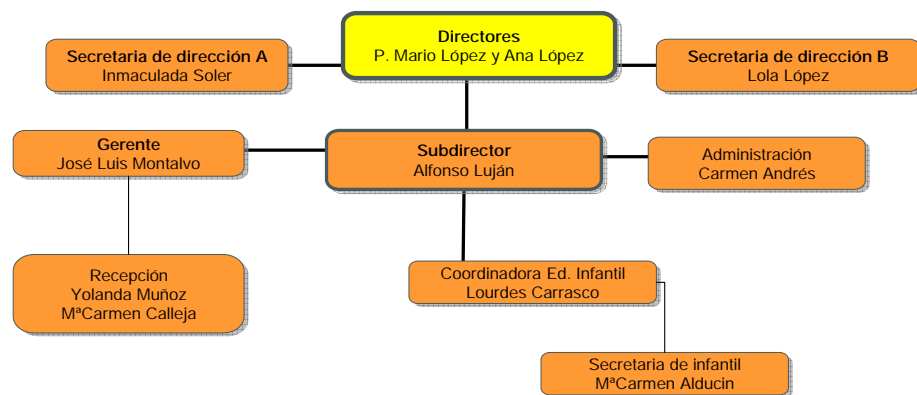 Directores
P. Mario López y Ana López
Secretaria de dirección A
Inmaculada Soler
Secretaria de dirección B
Lola López
Gerente
José Luis Montalvo
Subdirector
Alfonso Luján
Administración
Carmen Andrés
Recepción
Yolanda Muñoz
MªCarmen Calleja
Coordinadora Ed. Infantil
Lourdes Carrasco
Secretaria de infantil
MªCarmen Alducin